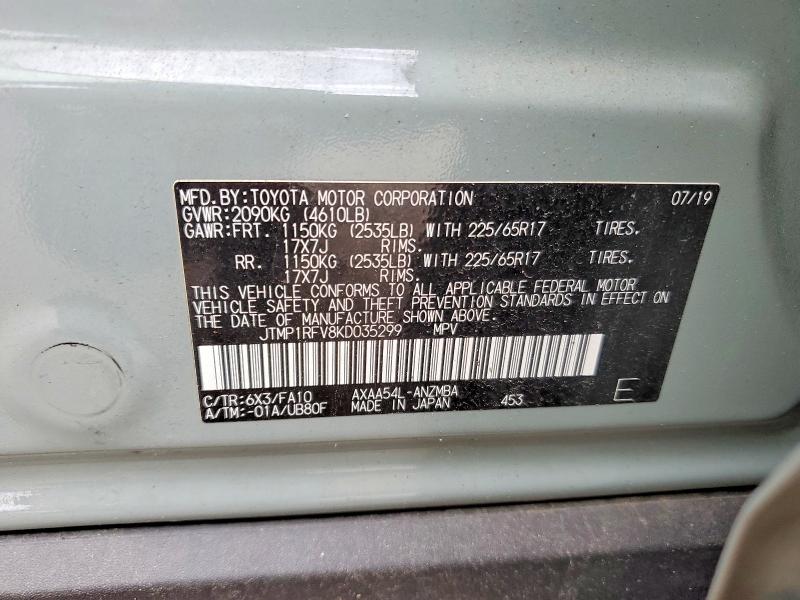 MFD.BY:TOYOTA MOTOR CORPORATION 07/19
GVWR:2090KG (4610LB)
GAWR:FRT. 1150KG (2535LB) WITH 225/65R17 TIRES.
17X7J RIMS.
RR. 1150KG (2535LB) WITH 225/65R17 TIRES.
17X7J RIMS.
THIS VEHICLE CONFORMS TO ALL APPLICABLE FEDERAL MOTOR
VEHICLE SAFETY AND THEFT PREVENTION STANDARDS IN EFFECT ON
THE DATE OF MANUFACTURE SHOWN ABOVE.
JTMP1RFV8KD035299 MPV
C/TR:6X3/FA10 AXAA54L-ANZMBA
A/TM:-01A/UB80F MADE IN JAPAN 453 E